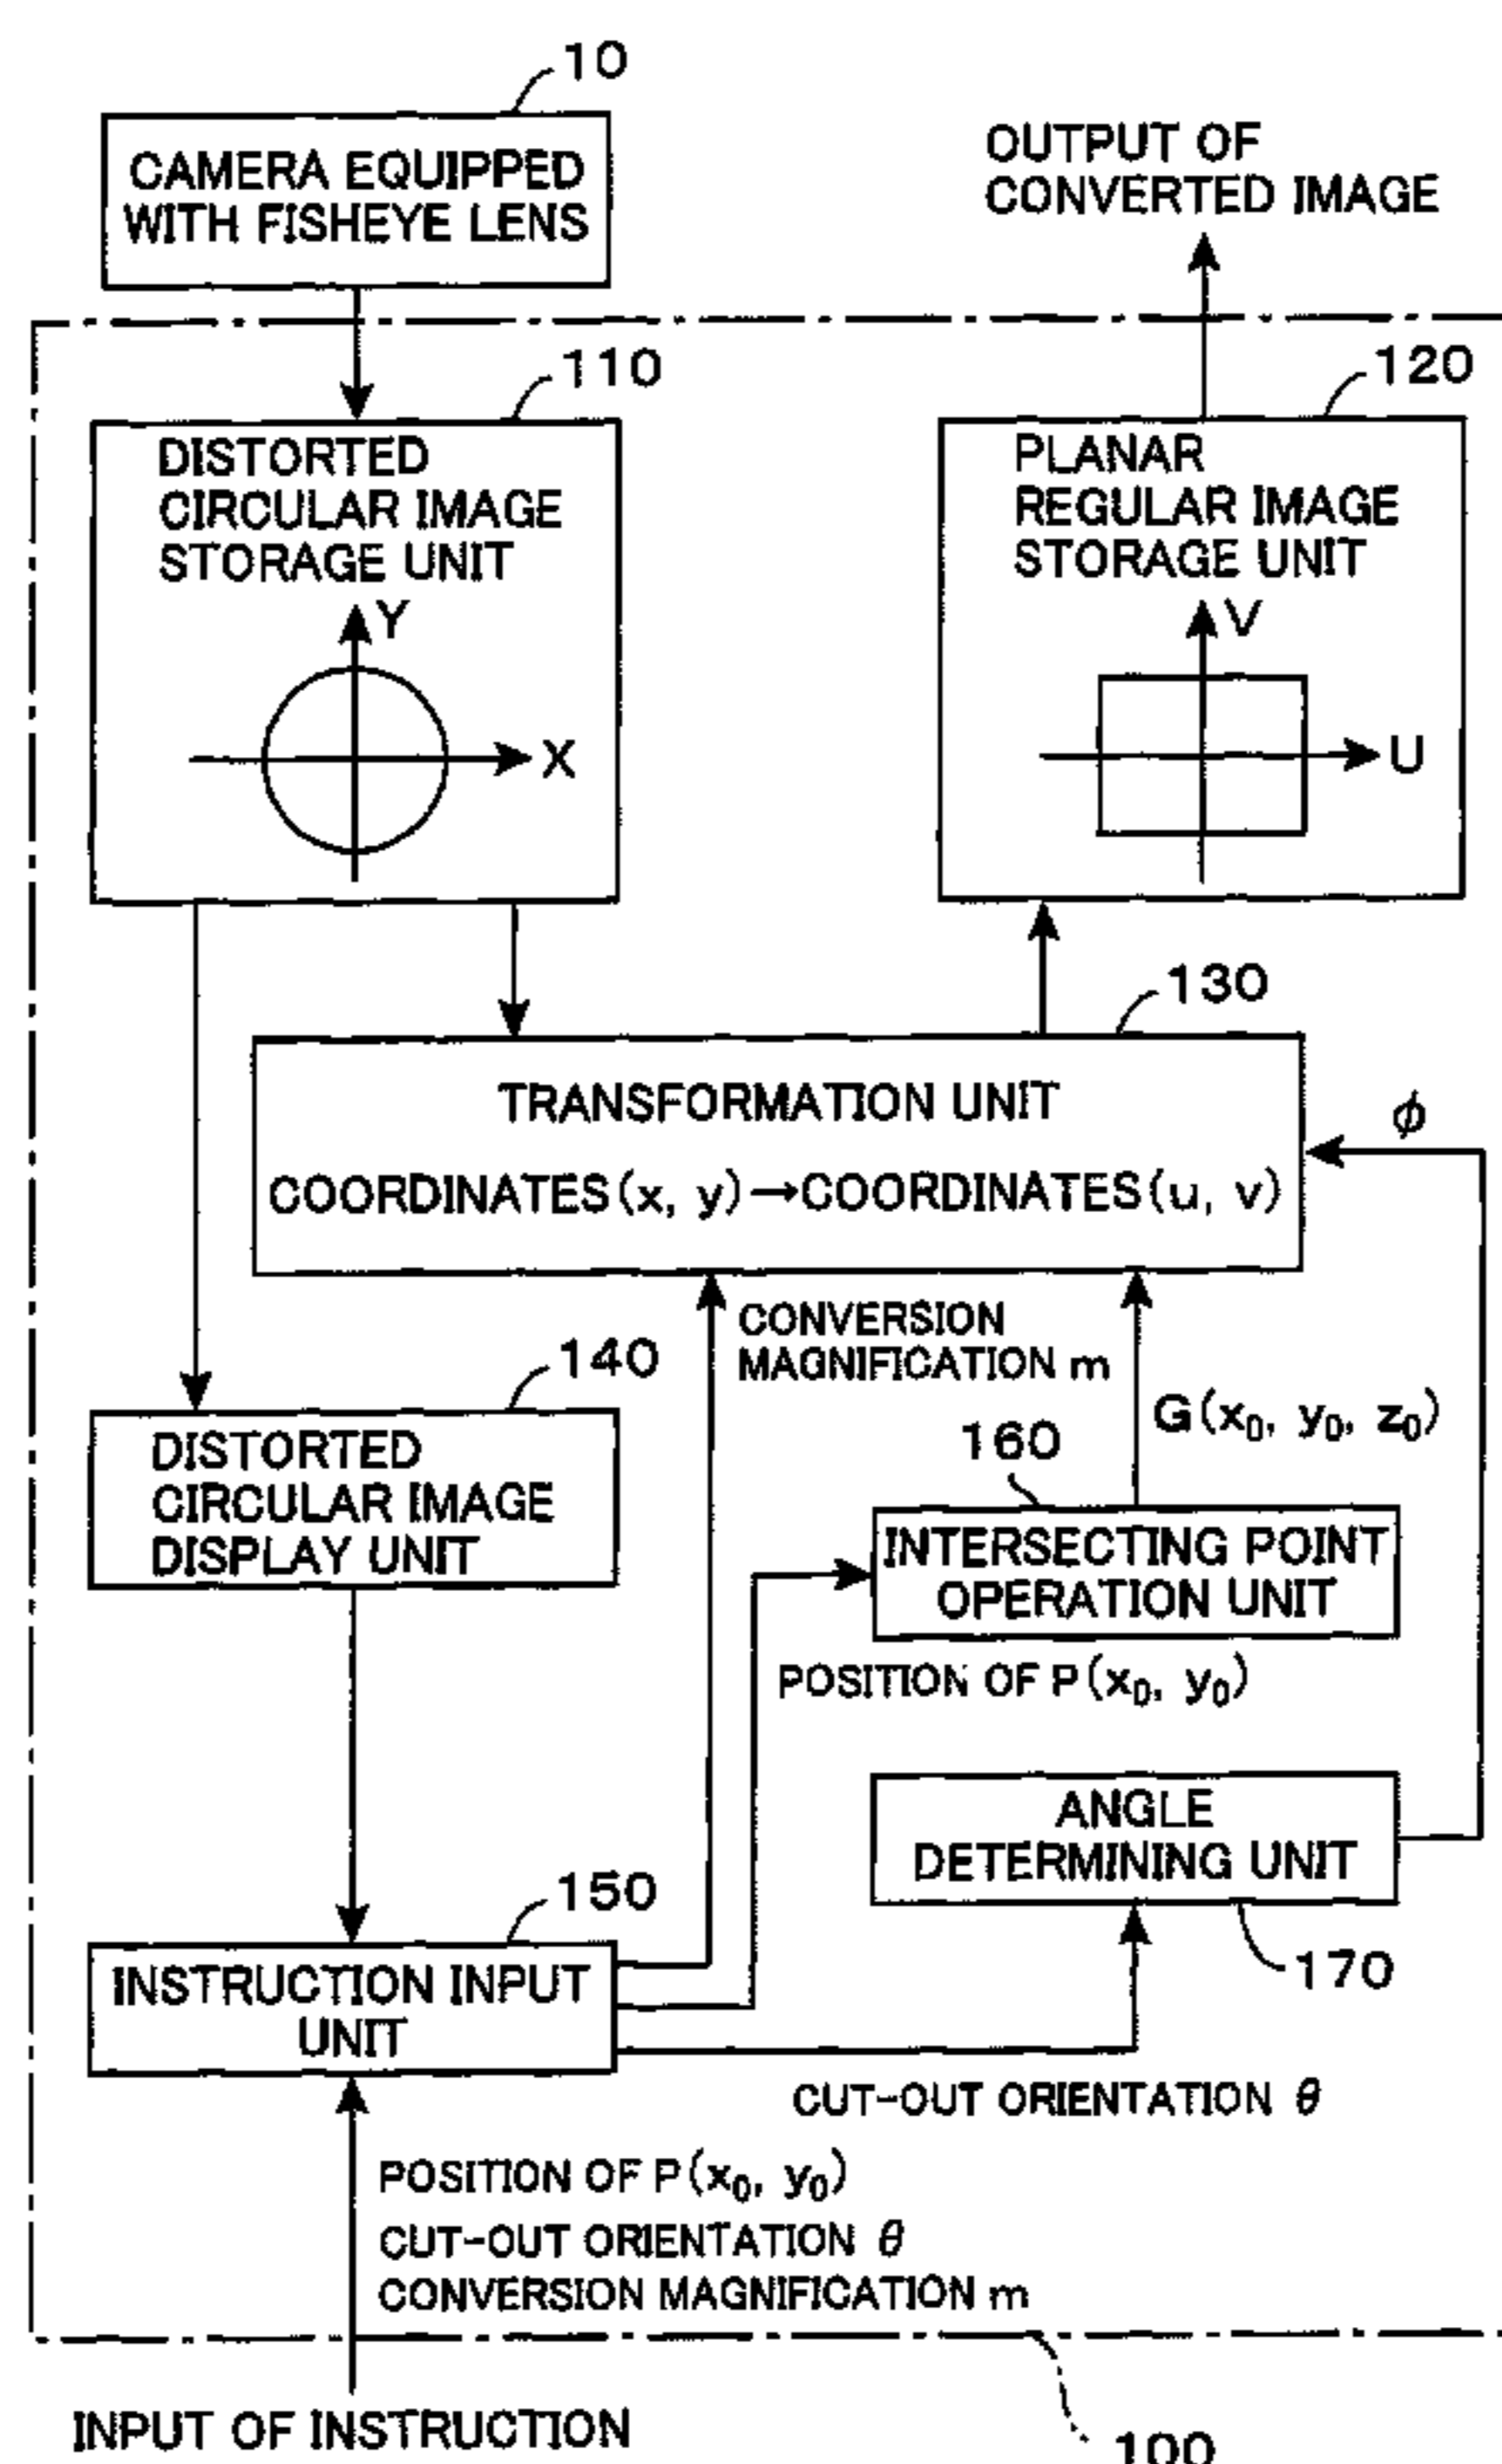 10
CAMERA EQUIPPED
WITH FISHEYE LENS
OUTPUT OF
CONVERTED IMAGE
110
DISTORTED
CIRCULAR IMAGE
STORAGE UNIT
Y
X
120
PLANAR
REGULAR IMAGE
STORAGE UNIT
V
U
130
TRANSFORMATION UNIT
COORDINATES(x, y)→COORDINATES(u, v)
ϕ
CONVERSION
MAGNIFICATION m
140
DISTORTED
CIRCULAR IMAGE
DISPLAY UNIT
G(x₀, y₀, z₀)
160
INTERSECTING POINT
OPERATION UNIT
POSITION OF P(x₀, y₀)
ANGLE
DETERMINING UNIT
170
150
INSTRUCTION INPUT
UNIT
CUT-OUT ORIENTATION θ
POSITION OF P(x₀, y₀)
CUT-OUT ORIENTATION θ
CONVERSION MAGNIFICATION m
INPUT OF INSTRUCTION
100